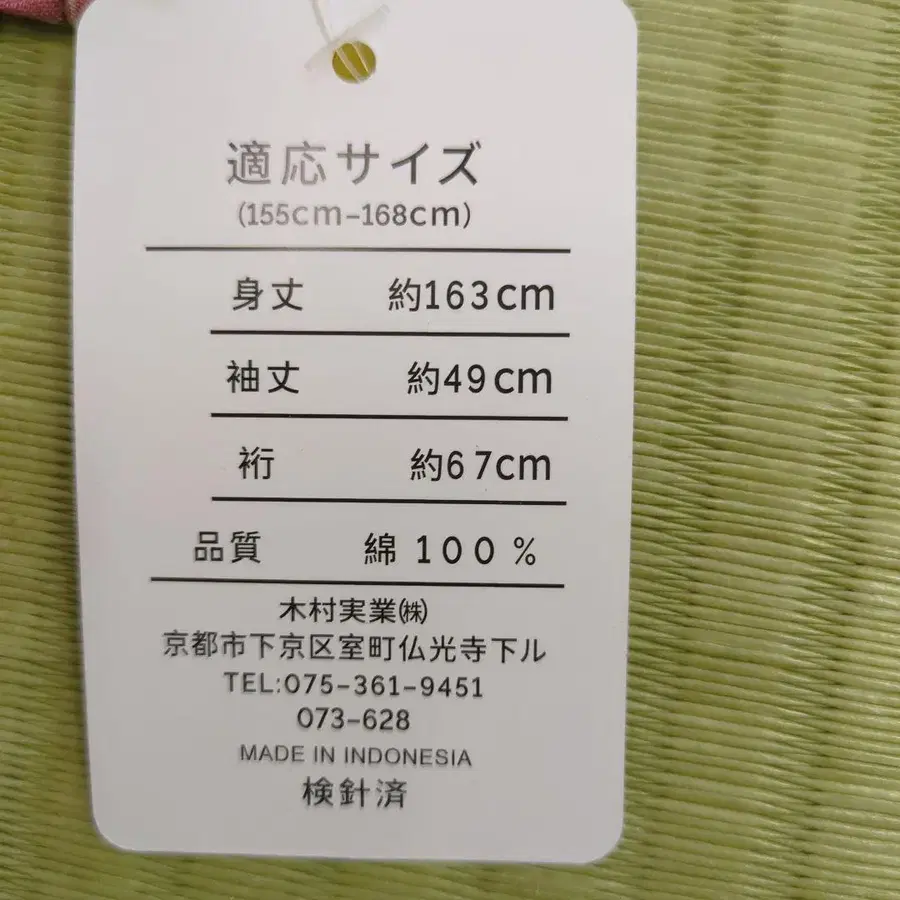 適応サイズ
(155cm-168cm)
身丈 約163cm
袖丈 約49cm
裄 約67cm
品質 綿100%
木村実業㈱
京都市下京区室町仏光寺下ル
TEL:075-361-9451
073-628
MADE IN INDONESIA
検針済